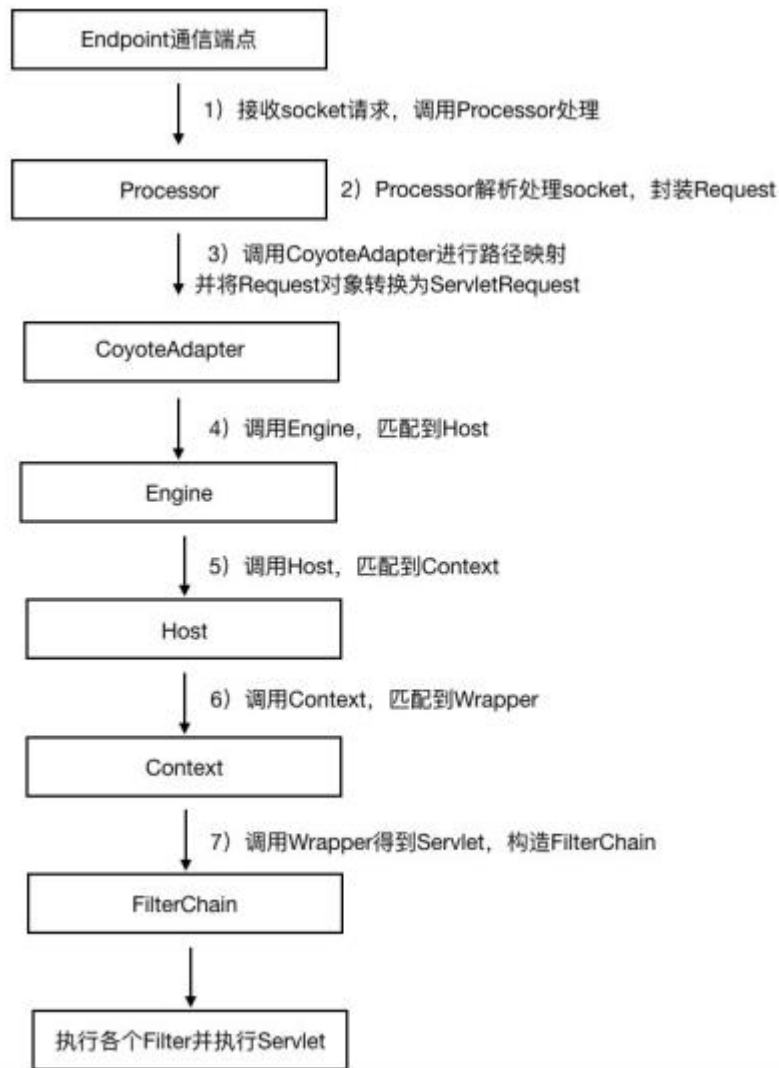 Endpoint通信端点
1）接收socket请求，调用Processor处理
Processor
2）Processor解析处理socket，封装Request
3）调用CoyoteAdapter进行路径映射
并将Request对象转换为ServletRequest
CoyoteAdapter
4）调用Engine，匹配到Host
Engine
5）调用Host，匹配到Context
Host
6）调用Context，匹配到Wrapper
Context
7）调用Wrapper得到Servlet，构造FilterChain
FilterChain
执行各个Filter并执行Servlet